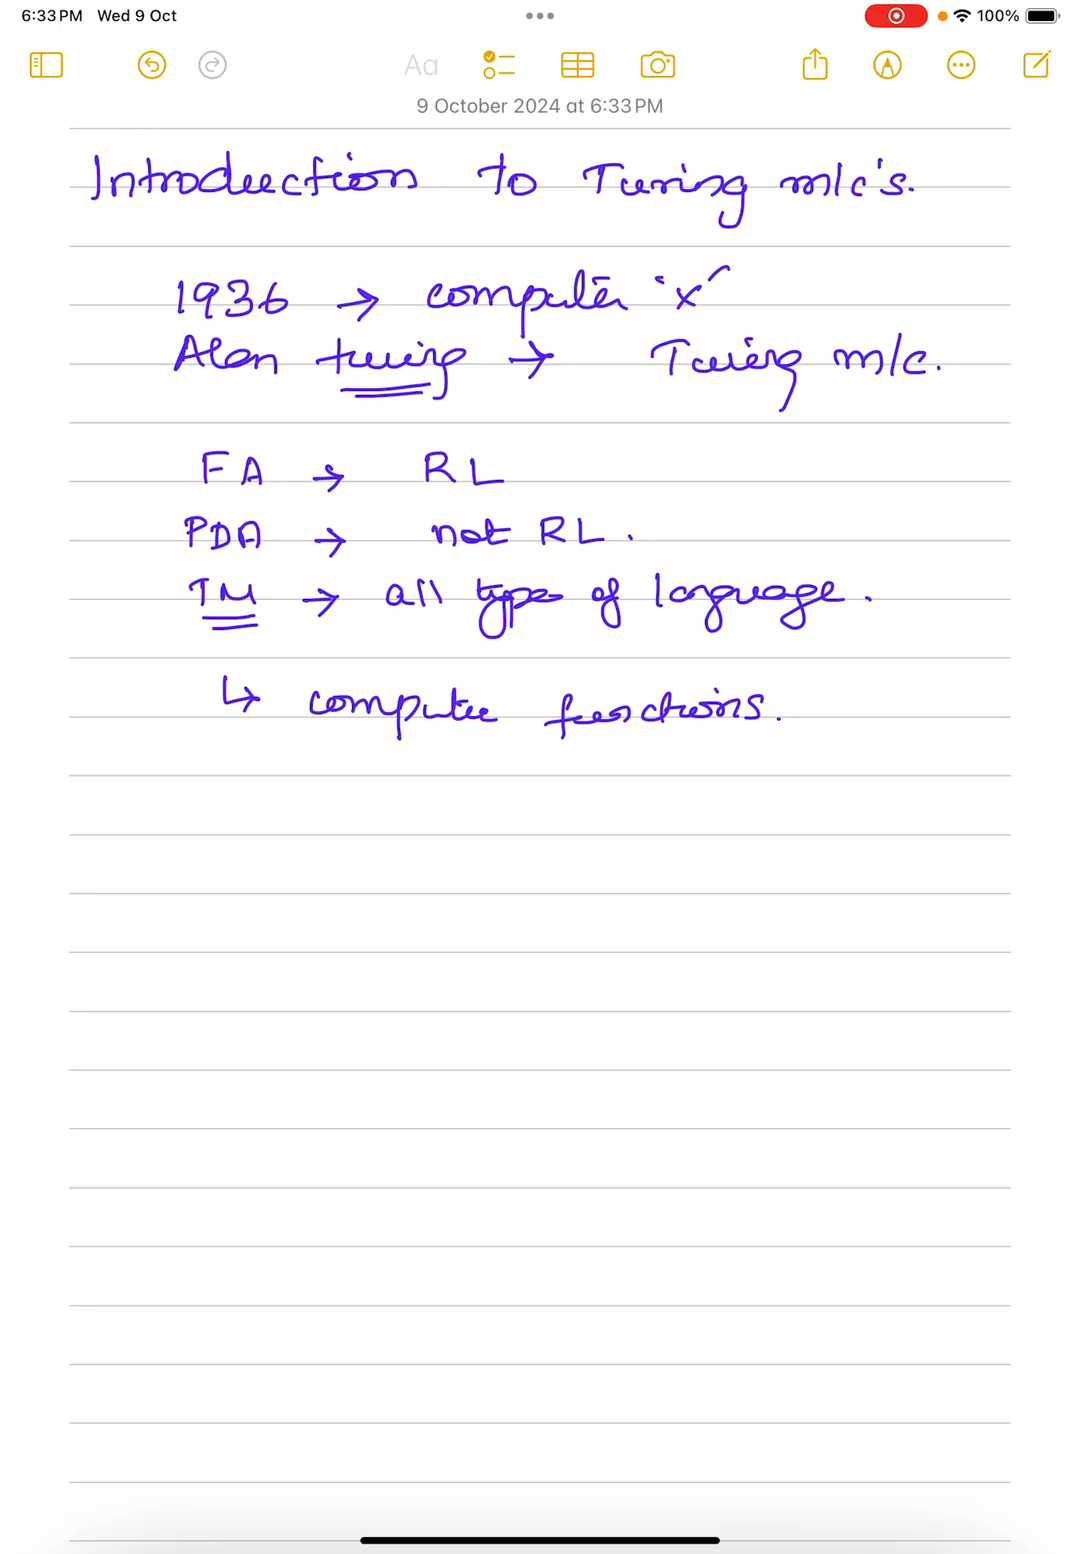 6:33 PM Wed 9 Oct
100%
Aa
9 October 2024 at 6:33 PM
Introduction to Turing m/c's.
1936 → computer 'x'
Alan turing → Turing m/c.
FA → RL
PDA → not RL.
TM → all types of language.
↳ compute functions.